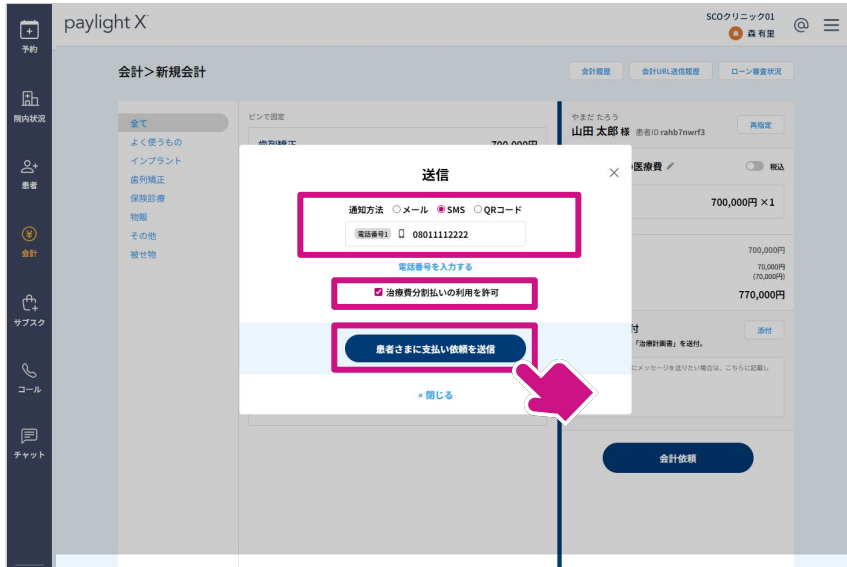 paylight X
SCOクリニック01
森 有里
予約
院内状況
患者
会計
サブスク
コール
チャット
会計>新規会計
会計履歴
会計URL送信履歴
ローン審査状況
全て
よく使うもの
インプラント
歯列矯正
保険診療
物販
その他
被せ物
ピンで固定
歯列矯正 700,000円
やまだ たろう
山田 太郎 様 患者ID rahb7nwrf3
再指定
医療費
税込
700,000円 ×1
700,000円
70,000円
(70,000円)
770,000円
付
「治療計画書」を送付。
添付
にメッセージを送りたい場合は、こちらに記載し
会計依頼
送信
通知方法 メール SMS QRコード
電話番号1 08011112222
電話番号を入力する
治療費分割払いの利用を許可
患者さまに支払い依頼を送信
× 閉じる